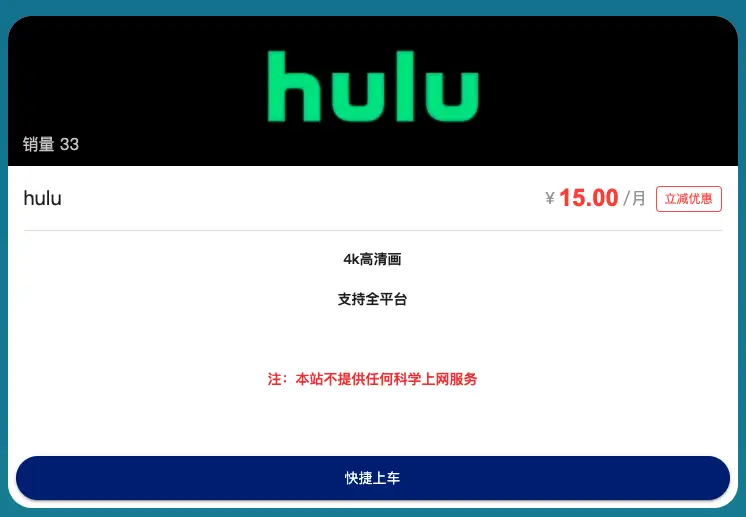 hulu
销量 33
hulu
¥ 15.00 /月 立减优惠
4k高清画
支持全平台
注：本站不提供任何科学上网服务
快捷上车